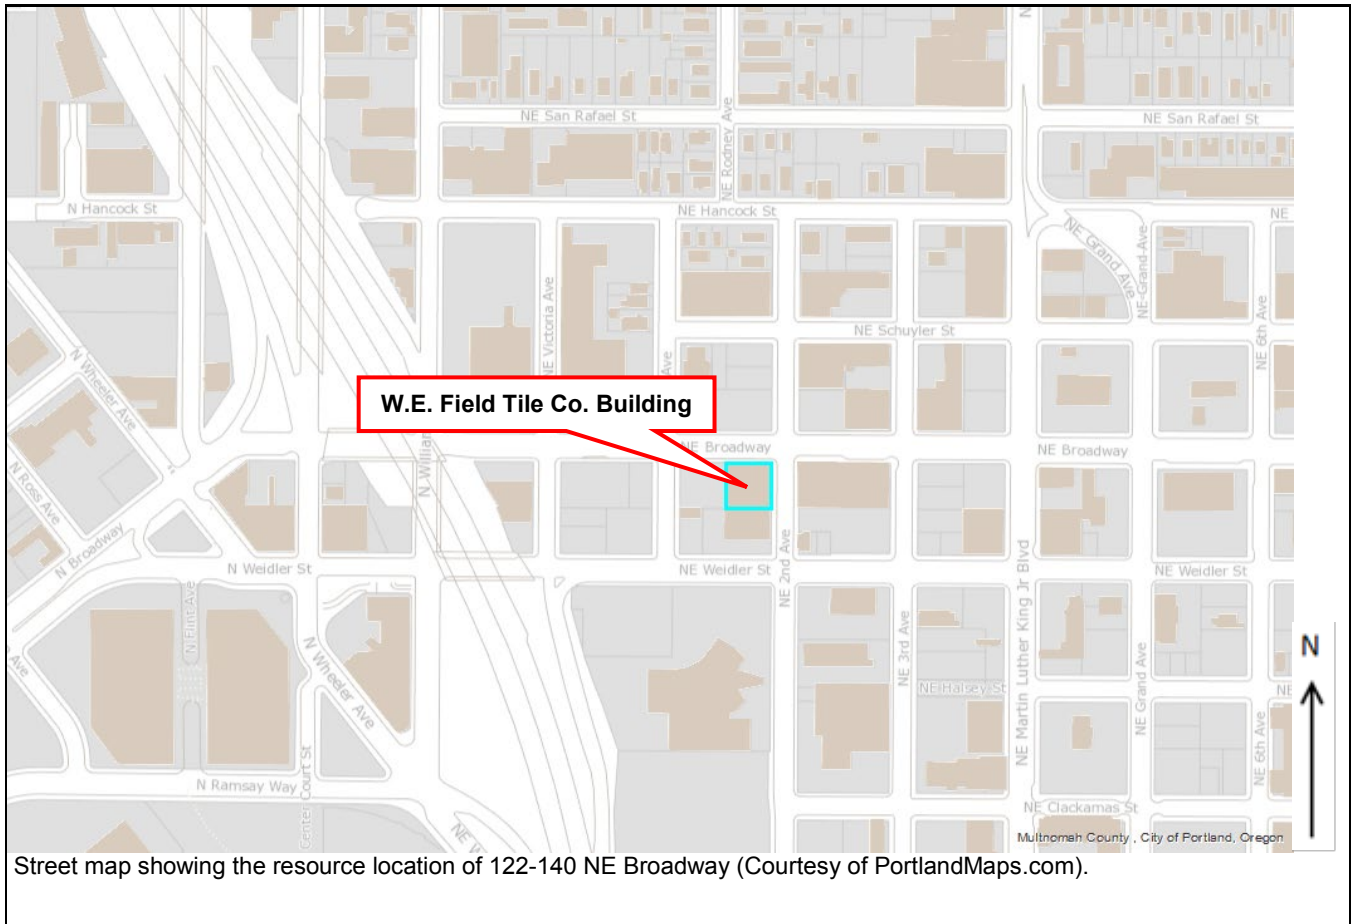 N
NE San Rafael St
NE San Rafael St
NE Rodney Ave
N Hancock St
NE Hancock St
NE
NE Grand Ave
NE Grand Ave
NE Victoria Ave
NE Schuyler St
NE 6th Ave
N Wheeler Ave
Ave
W.E. Field Tile Co. Building
NE Broadway
NE Broadway
N William
N Ross Ave
N Broadway
N Weidler St
NE Weidler St
NE Weidler St
NE 2nd Ave
N Flint Ave
N Wheeler Ave
NE 3rd Ave
NE Martin Luther King Jr Blvd
NE Grand Ave
N
Ave
NE Halsey St
NE
NE 6th Ave
N Ramsay Way
Center Court St
NE Clackamas St
NE W
Multnomah County , City of Portland, Oregon
Street map showing the resource location of 122-140 NE Broadway (Courtesy of PortlandMaps.com).